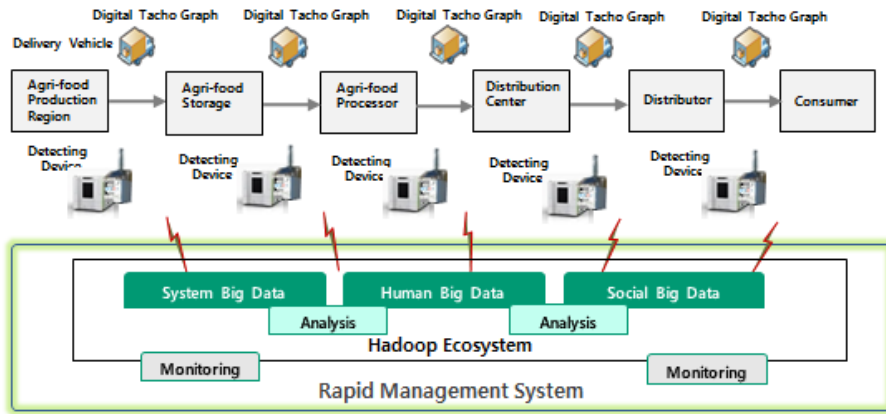 Digital Tacho Graph
Digital Tacho Graph
Digital Tacho Graph
Digital Tacho Graph
Digital Tacho Graph
Delivery Vehicle
Agri-food
Production
Region
Agri-food
Storage
Agri-food
Processor
Distribution
Center
Distributor
Consumer
Detecting
Device
Detecting
Device
Detecting
Device
Detecting
Device
Detecting
Device
System Big Data
Human Big Data
Social Big Data
Analysis
Analysis
Hadoop Ecosystem
Monitoring
Monitoring
Rapid Management System